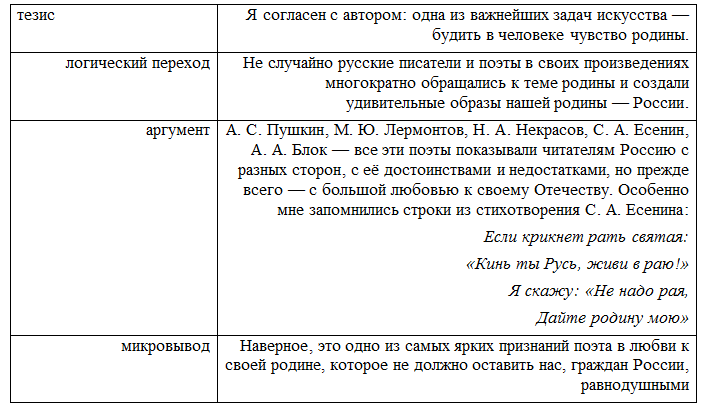 тезис
Я согласен с автором: одна из важнейших задач искусства —
будить в человеке чувство родины.
логический переход
Не случайно русские писатели и поэты в своих произведениях
многократно обращались к теме родины и создали
удивительные образы нашей родины — России.
аргумент
А. С. Пушкин, М. Ю. Лермонтов, Н. А. Некрасов, С. А. Есенин,
А. А. Блок — все эти поэты показывали читателям Россию с
разных сторон, с её достоинствами и недостатками, но прежде
всего — с большой любовью к своему Отечеству. Особенно
мне запомнились строки из стихотворения С. А. Есенина:
Если крикнет рать святая:
«Кинь ты Русь, живи в раю!»
Я скажу: «Не надо рая,
Дайте родину мою»
микровывод
Наверное, это одно из самых ярких признаний поэта в любви к
своей родине, которое не должно оставить нас, граждан России,
равнодушными